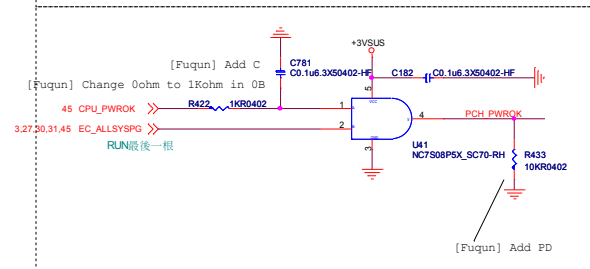 +3VSUS
[Fuqun] Add C
C781
C0.1u6.3X50402-HF
C182
C0.1u6.3X50402-HF
[Fuqun] Change 0ohm to 1Kohm in 0B
5
VCC
45 CPU_PWROK
R422
1KR0402
1
4
PCH_PWROK
3,27,30,31,45 EC_ALLSYSPG
2
RUN最後一根
3
U41
NC7S08P5X_SC70-RH
R433
10KR0402
[Fuqun] Add PD